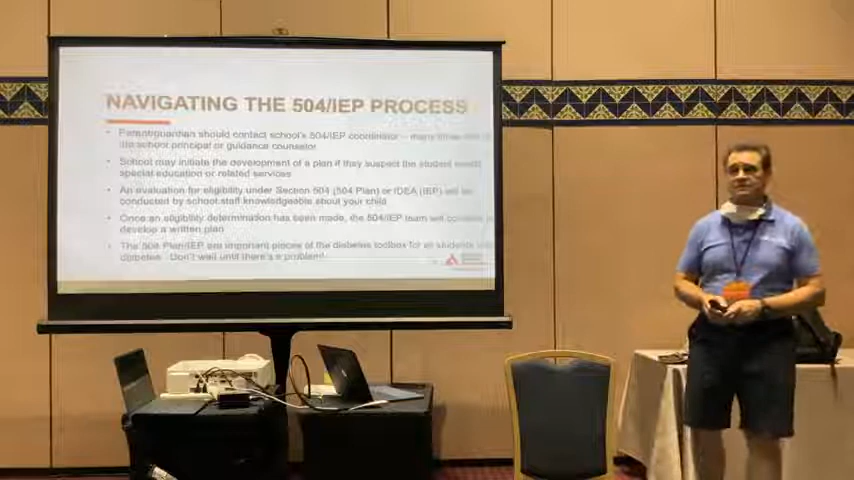 NAVIGATING THE 504/IEP PROCESS
• Parent/guardian should contact school's 504/IEP coordinator – many times this is
the school principal or guidance counselor
• School may initiate the development of a plan if they suspect the student needs
special education or related services
• An evaluation for eligibility under Section 504 (504 Plan) or IDEA (IEP) will be
conducted by school staff knowledgeable about your child
• Once an eligibility determination has been made, the 504/IEP team will
develop a written plan
• The 504 Plan/IEP are important pieces of the diabetes toolbox for all students with
diabetes. Don't wait until there's a problem!